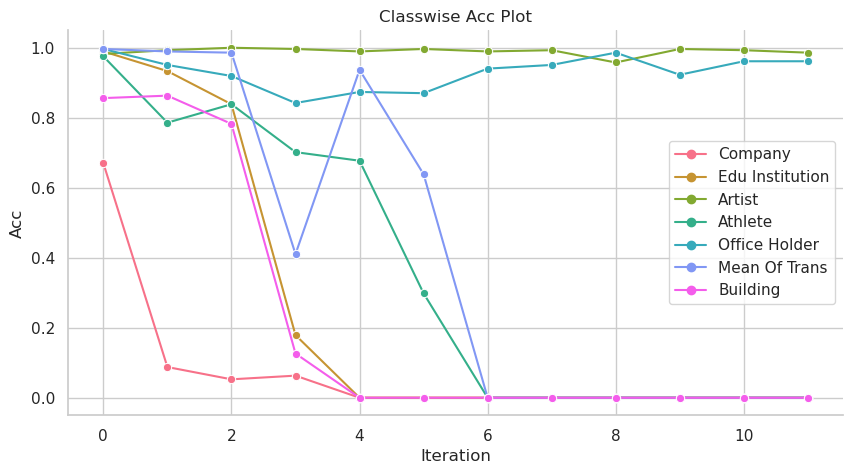 Classwise Acc Plot
1.0
0.8
0.6
0.4
0.2
0.0
Acc
Company
Edu Institution
Artist
Athlete
Office Holder
Mean Of Trans
Building
0 2 4 6 8 10
Iteration